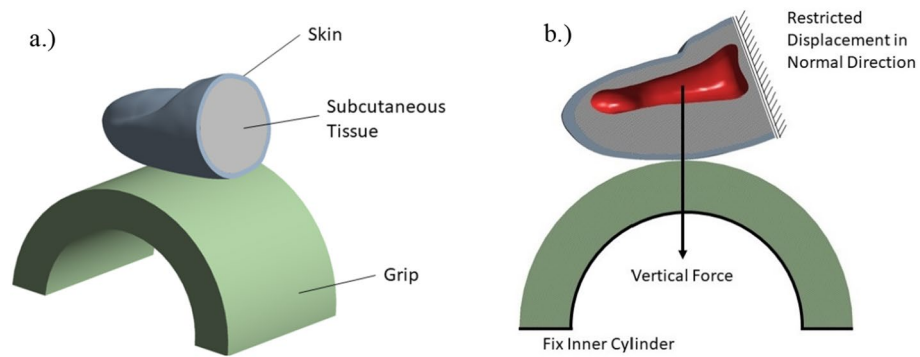 a.)
Skin
Subcutaneous
Tissue
Grip
b.)
Restricted
Displacement in
Normal Direction
Vertical Force
Fix Inner Cylinder